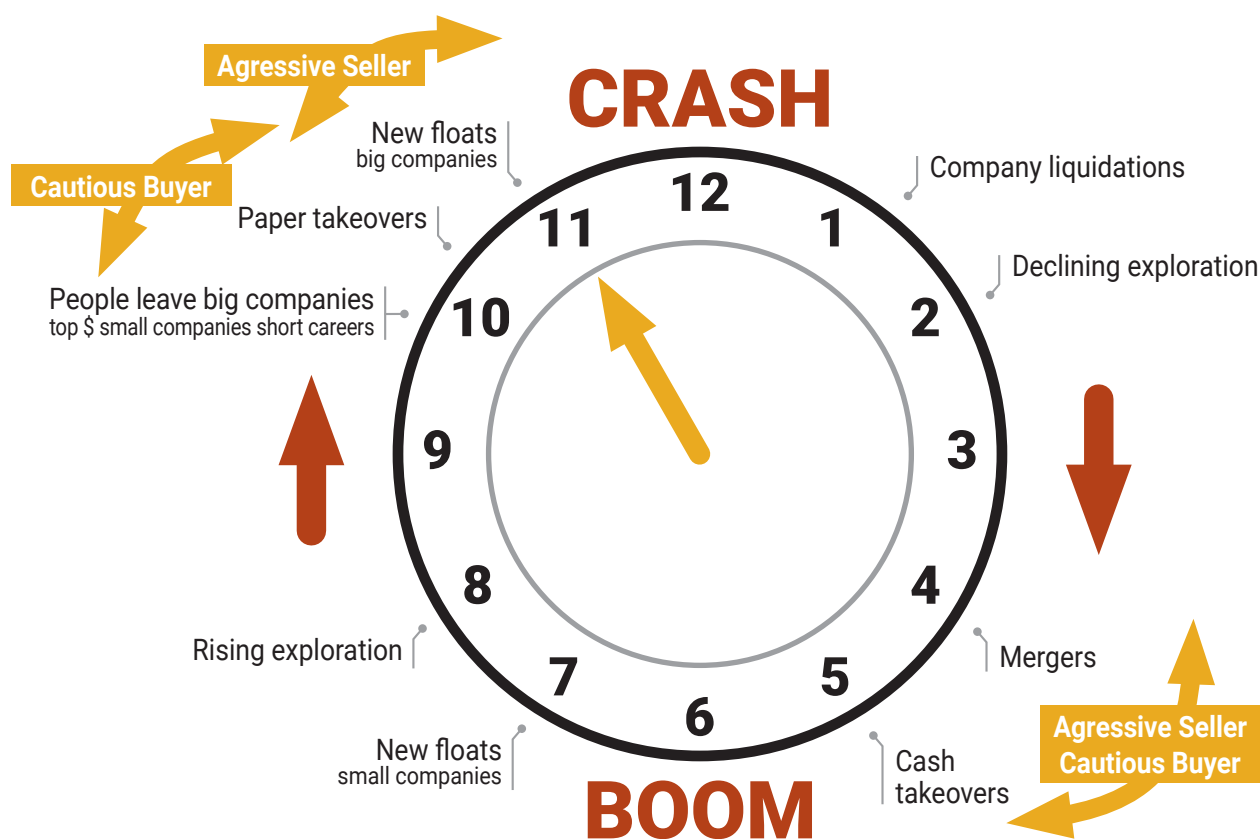 Agressive Seller
CRASH
New floats
big companies
Company liquidations
Cautious Buyer
12
11
1
Paper takeovers
Declining exploration
People leave big companies
top $ small companies short careers
10
2
9
3
8
4
Rising exploration
Mergers
7
5
6
Agressive Seller
Cautious Buyer
New floats
small companies
Cash
takeovers
BOOM